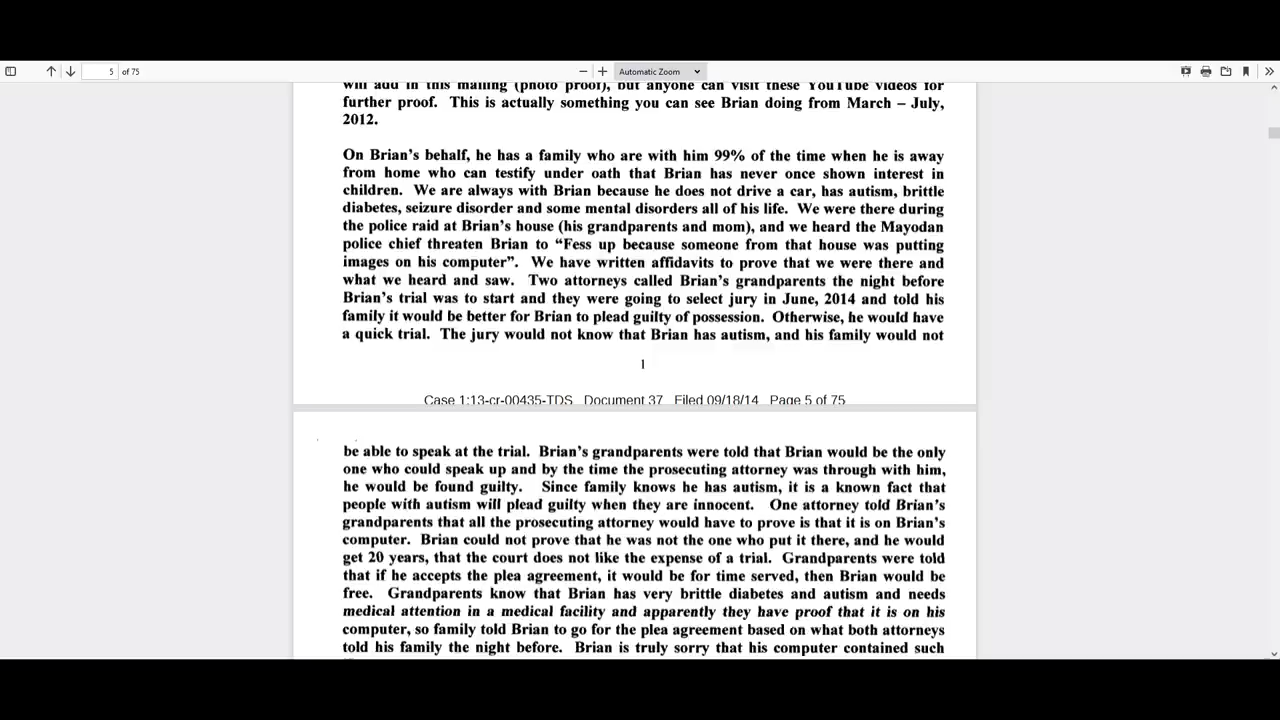 5 of 75
Automatic Zoom
will add in this mailing (photo proof), but anyone can visit these YouTube videos for
further proof. This is actually something you can see Brian doing from March – July,
2012.
On Brian's behalf, he has a family who are with him 99% of the time when he is away
from home who can testify under oath that Brian has never once shown interest in
children. We are always with Brian because he does not drive a car, has autism, brittle
diabetes, seizure disorder and some mental disorders all of his life. We were there during
the police raid at Brian's house (his grandparents and mom), and we heard the Mayodan
police chief threaten Brian to "Fess up because someone from that house was putting
images on his computer". We have written affidavits to prove that we were there and
what we heard and saw. Two attorneys called Brian's grandparents the night before
Brian's trial was to start and they were going to select jury in June, 2014 and told his
family it would be better for Brian to plead guilty of possession. Otherwise, he would have
a quick trial. The jury would not know that Brian has autism, and his family would not
1
Case 1:13-cr-00435-TDS Document 37 Filed 09/18/14 Page 5 of 75
be able to speak at the trial. Brian's grandparents were told that Brian would be the only
one who could speak up and by the time the prosecuting attorney was through with him,
he would be found guilty. Since family knows he has autism, it is a known fact that
people with autism will plead guilty when they are innocent. One attorney told Brian's
grandparents that all the prosecuting attorney would have to prove is that it is on Brian's
computer. Brian could not prove that he was not the one who put it there, and he would
get 20 years, that the court does not like the expense of a trial. Grandparents were told
that if he accepts the plea agreement, it would be for time served, then Brian would be
free. Grandparents know that Brian has very brittle diabetes and autism and needs
medical attention in a medical facility and apparently they have proof that it is on his
computer, so family told Brian to go for the plea agreement based on what both attorneys
told his family the night before. Brian is truly sorry that his computer contained such